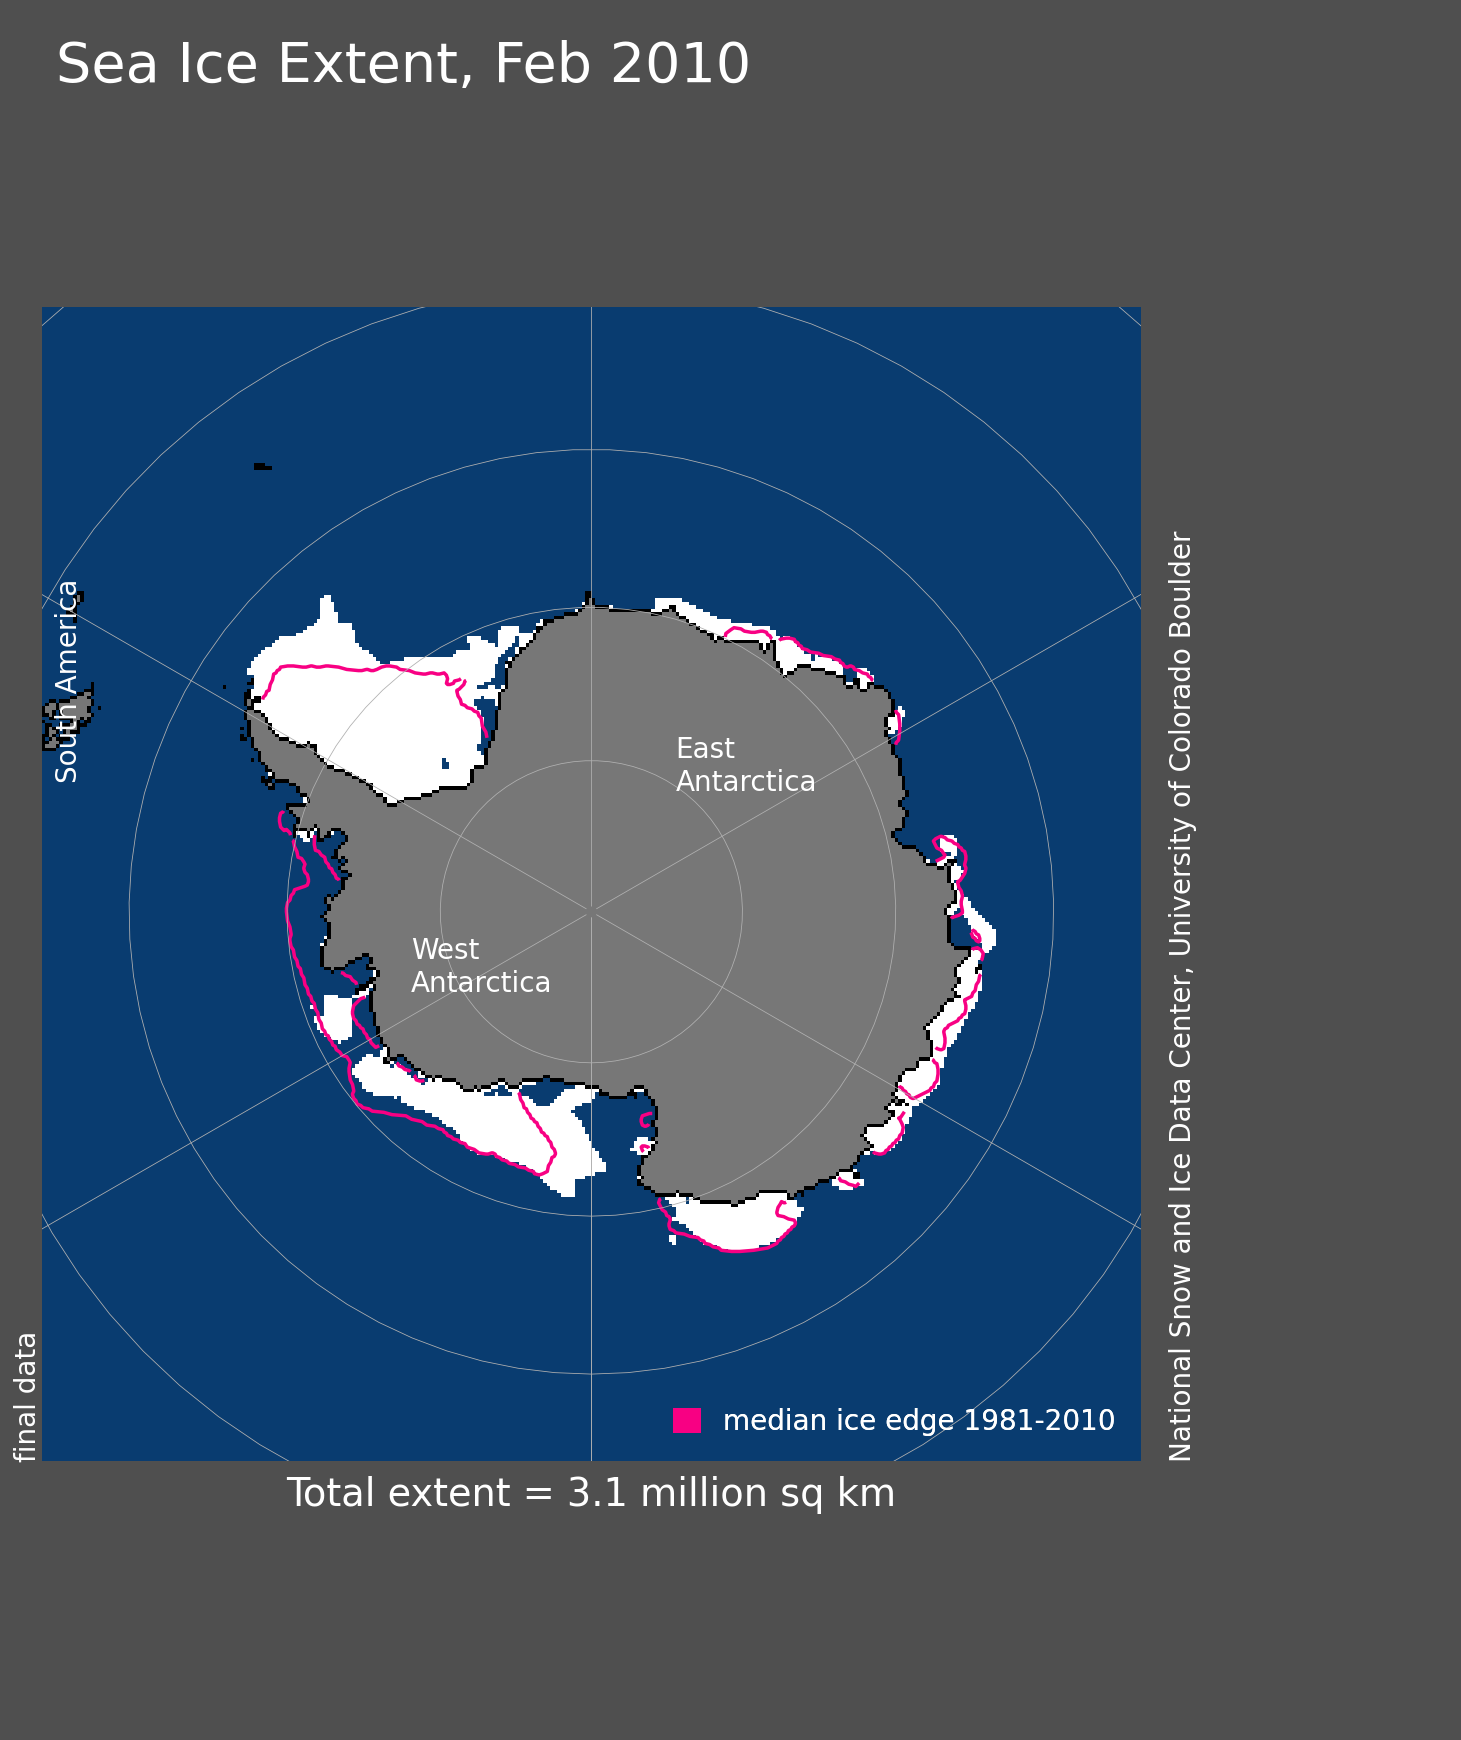 Sea Ice Extent, Feb 2010
South America
East
Antarctica
West
Antarctica
median ice edge 1981-2010
final data
National Snow and Ice Data Center, University of Colorado Boulder
Total extent = 3.1 million sq km